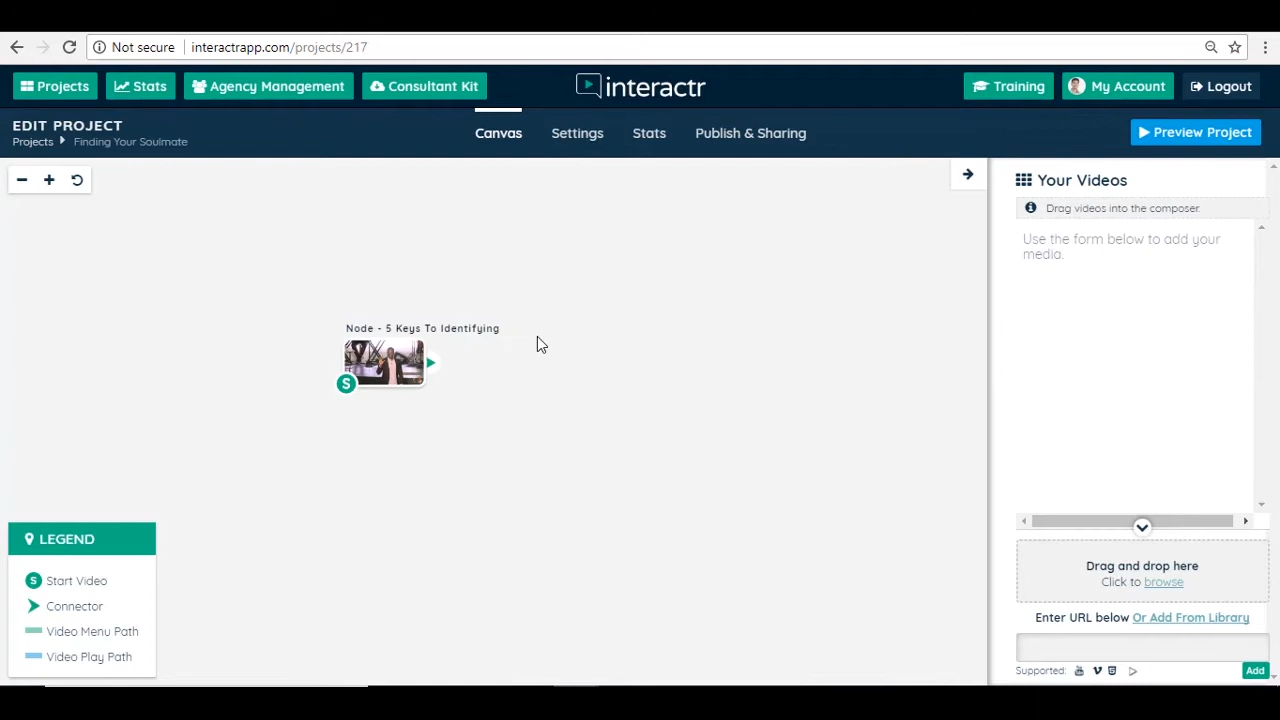 Not secure
interactrapp.com/projects/217
Projects
Stats
Agency Management
Consultant Kit
interactr
Training
My Account
Logout
EDIT PROJECT
Projects
Finding Your Soulmate
Canvas
Settings
Stats
Publish & Sharing
Preview Project
Your Videos
Drag videos into the composer.
Use the form below to add your
media.
Node - 5 Keys To Identifying
S
LEGEND
S Start Video
Connector
Video Menu Path
Video Play Path
Drag and drop here
Click to browse
Enter URL below Or Add From Library
Supported:
Add